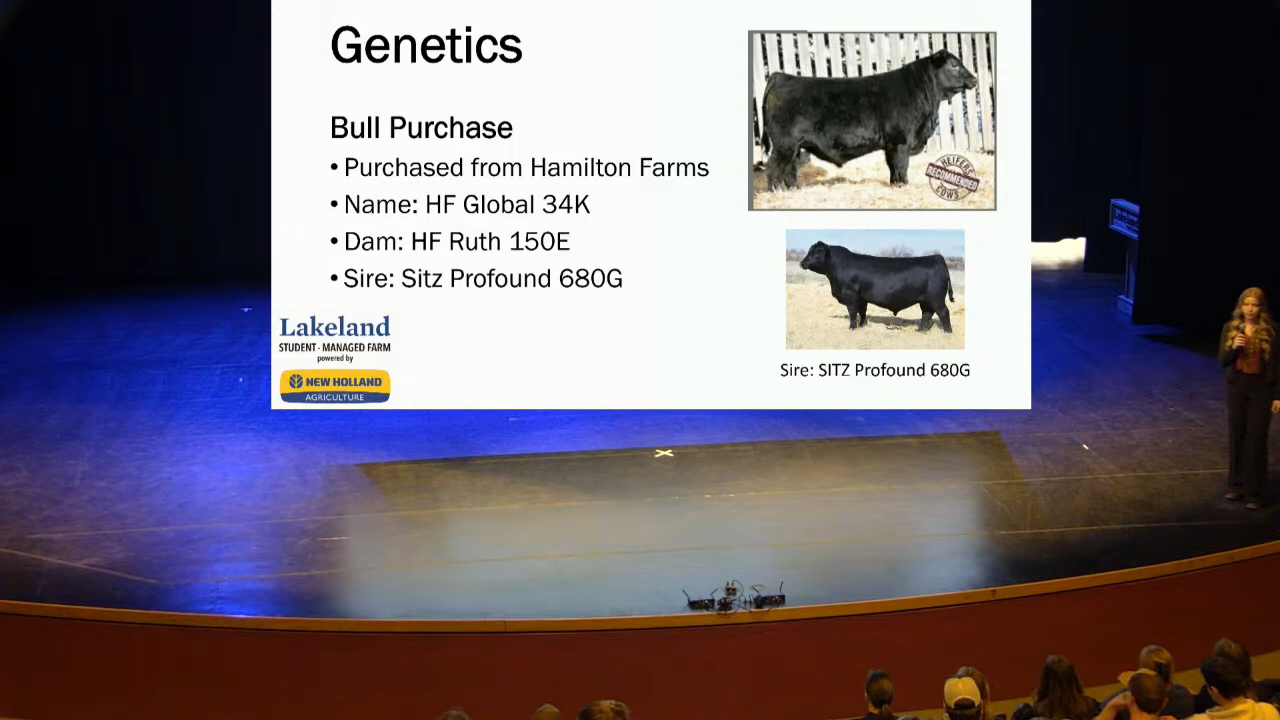 Genetics
Bull Purchase
• Purchased from Hamilton Farms
• Name: HF Global 34K
• Dam: HF Ruth 150E
• Sire: Sitz Profound 680G
HEIFERS
RECOMMENDED
COWS
Sire: SITZ Profound 680G
Lakeland
STUDENT - MANAGED FARM
powered by
NEW HOLLAND
AGRICULTURE